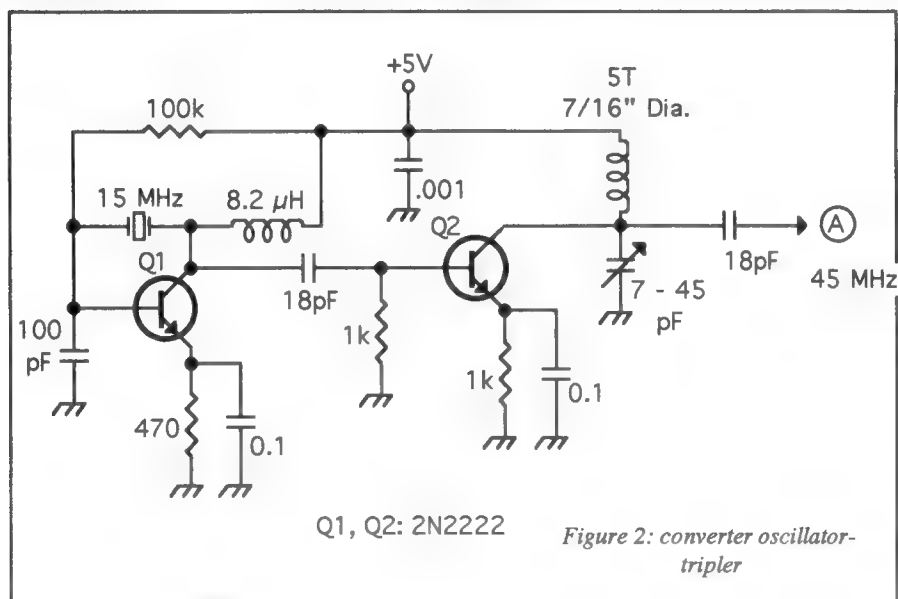 +5V
5T
7/16" Dia.
100k
.001
15 MHz
8.2 µH
Q1
Q2
18pF
18pF
A
45 MHz
7 - 45
pF
100
pF
1k
1k
0.1
470
0.1
Q1, Q2: 2N2222
Figure 2: converter oscillator-
tripler